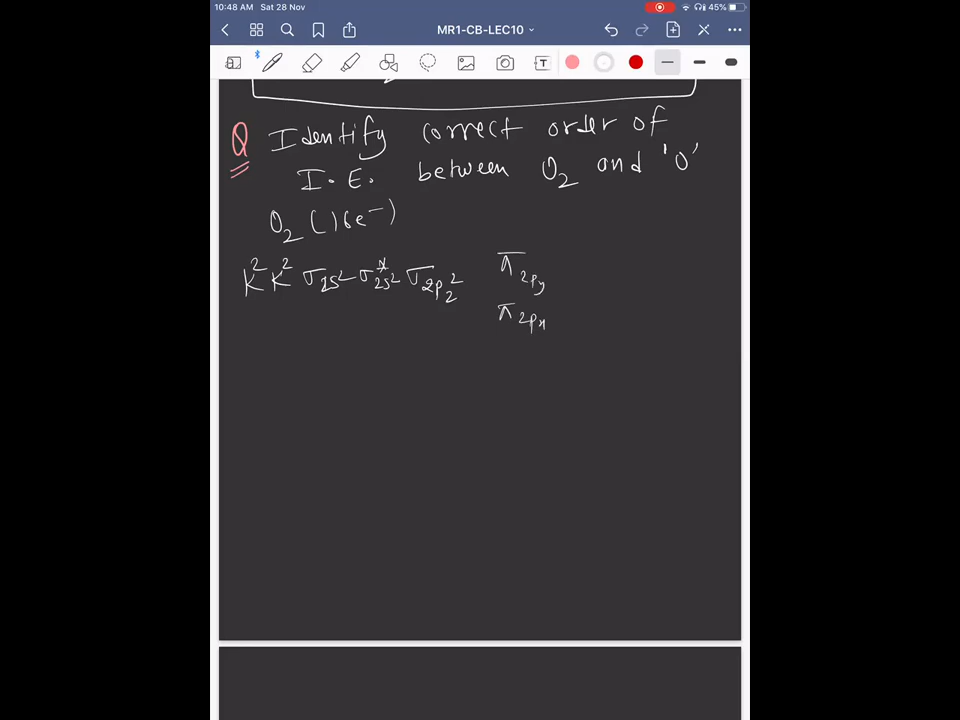 10:48 AM Sat 28 Nov
45%
MR1-CB-LEC10
T
Q Identify correct order of
I.E. between O₂ and 'O'
O₂ (16e⁻)
K² K² σ2s² σ*2s² σ2pz² π2py
π2px